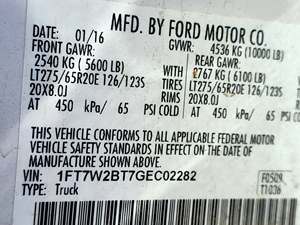 MFD. BY FORD MOTOR CO.
DATE: 01/16 GVWR: 4536 KG (10000 LB)
FRONT GAWR: REAR GAWR:
2540 KG ( 5600 LB) 2767 KG ( 6100 LB)
LT275/65R20E 126/123S TIRES LT275/65R20E 126/123S
20X8.0J RIMS 20X8.0J
AT 450 kPa/ 65 PSI COLD AT 450 kPa/ 65 PSI COLD
THIS VEHICLE CONFORMS TO ALL APPLICABLE FEDERAL MOTOR
VEHICLE SAFETY STANDARDS IN EFFECT ON THE DATE OF
MANUFACTURE SHOWN ABOVE.
VIN: 1FT7W2BT7GEC02282 F0509
TYPE: Truck T1036